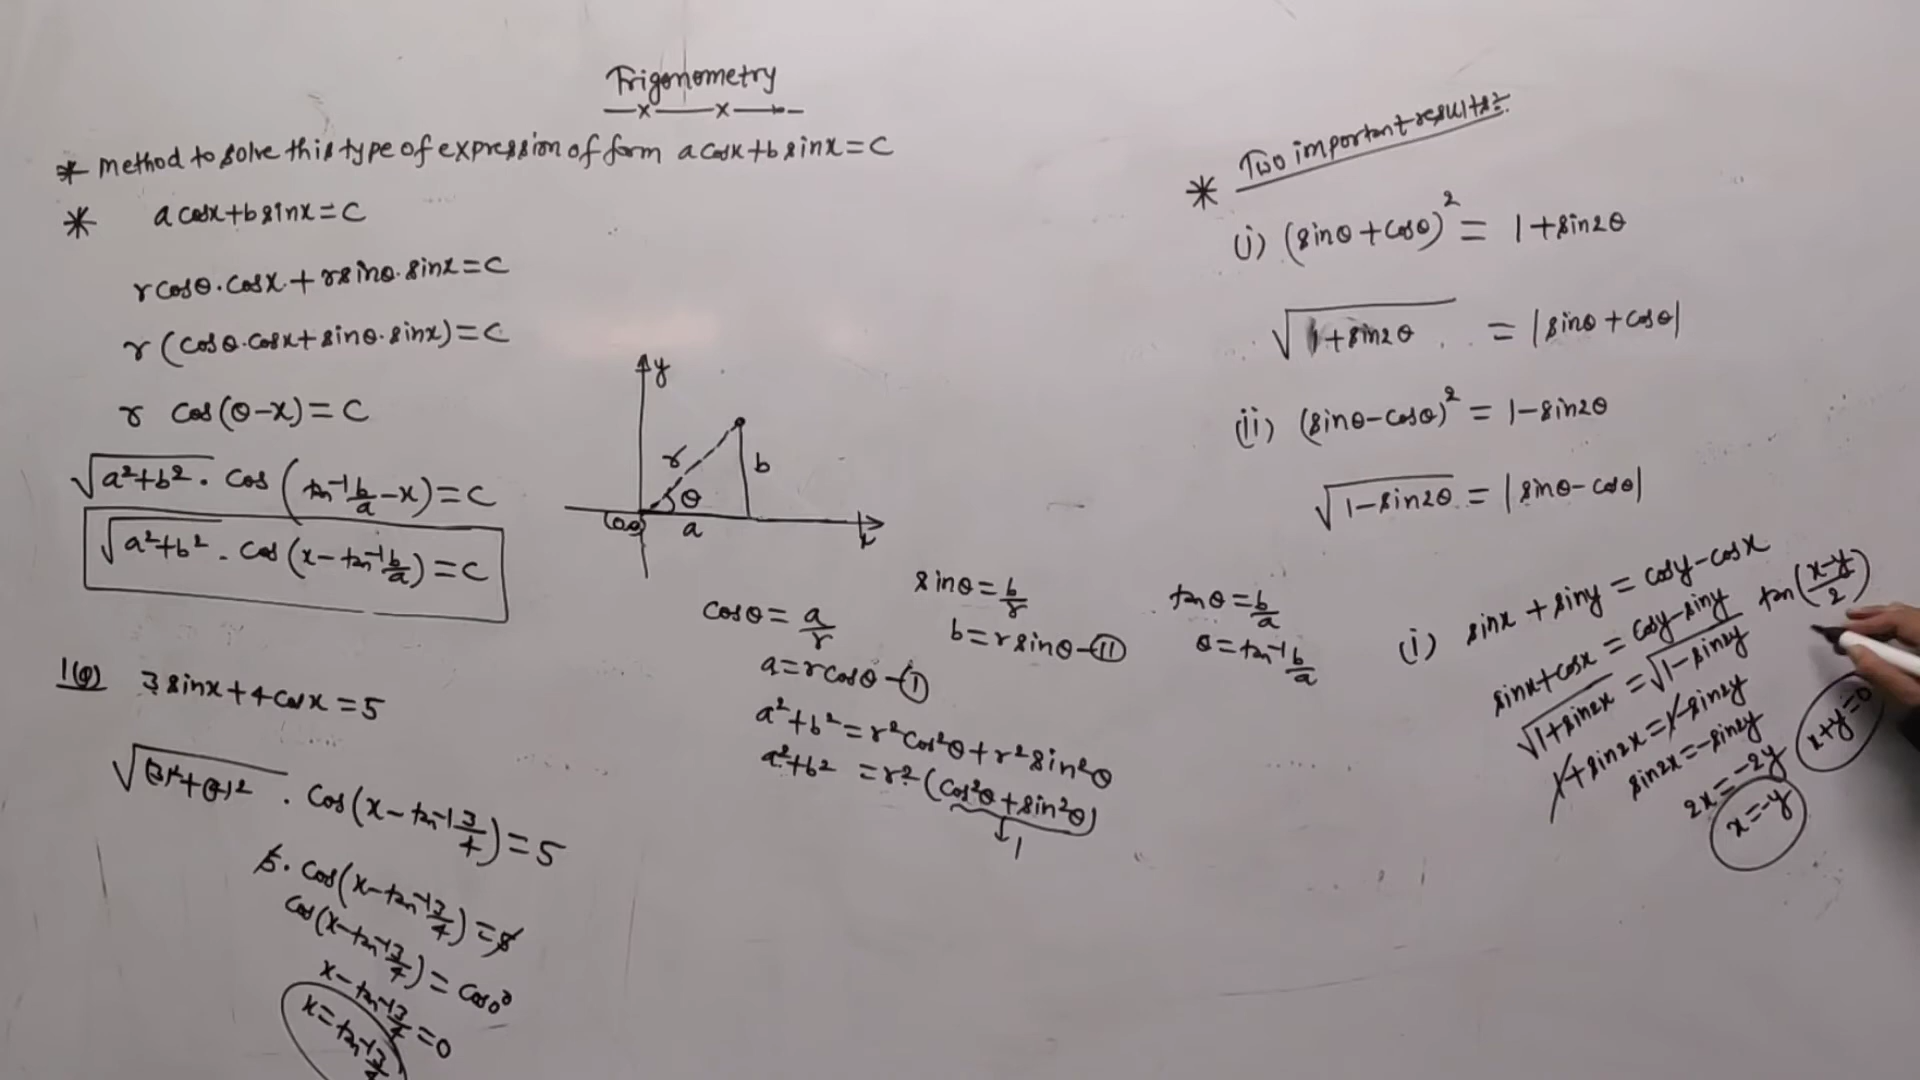 Trigonometry
* Method to solve this type of expression of form a cosx + b sinx = c
* a cosx + b sinx = c
r cosθ. cosx + r sinθ. sinx = c
r (cosθ. cosx + sinθ. sinx) = c
r cos(θ-x) = c
√(a²+b²) . cos (tan⁻¹ b/a - x) = c
√(a²+b²) . cos (x - tan⁻¹ b/a) = c
1(Q) 3 sinx + 4 cosx = 5
√((3)²+(4)²) . cos(x - tan⁻¹ 3/4) = 5
5. cos(x - tan⁻¹ 3/4) = 5
cos(x - tan⁻¹ 3/4) = cos0°
x - tan⁻¹ 3/4 = 0
x = tan⁻¹ 3/4
y
r
b
θ
(0,0)
a
x
cosθ = a/r
a = r cosθ - (I)
sinθ = b/r
b = r sinθ - (II)
tanθ = b/a
θ = tan⁻¹ b/a
a²+b² = r² cos²θ + r² sin²θ
a²+b² = r² (cos²θ + sin²θ)
1
* Two important results:
(i) (sinθ + cosθ)² = 1 + sin2θ
√(1 + sin2θ) = |sinθ + cosθ|
(ii) (sinθ - cosθ)² = 1 - sin2θ
√(1 - sin2θ) = |sinθ - cosθ|
(i) sinx + siny = cosy - cosx
tan((x-y)/2)
sinx + cosx = cosy - siny
√(1+sin2x) = √(1-sin2y)
1 + sin2x = 1 - sin2y
sin2x = - sin2y
2x = -2y
x = -y
x+y = 0